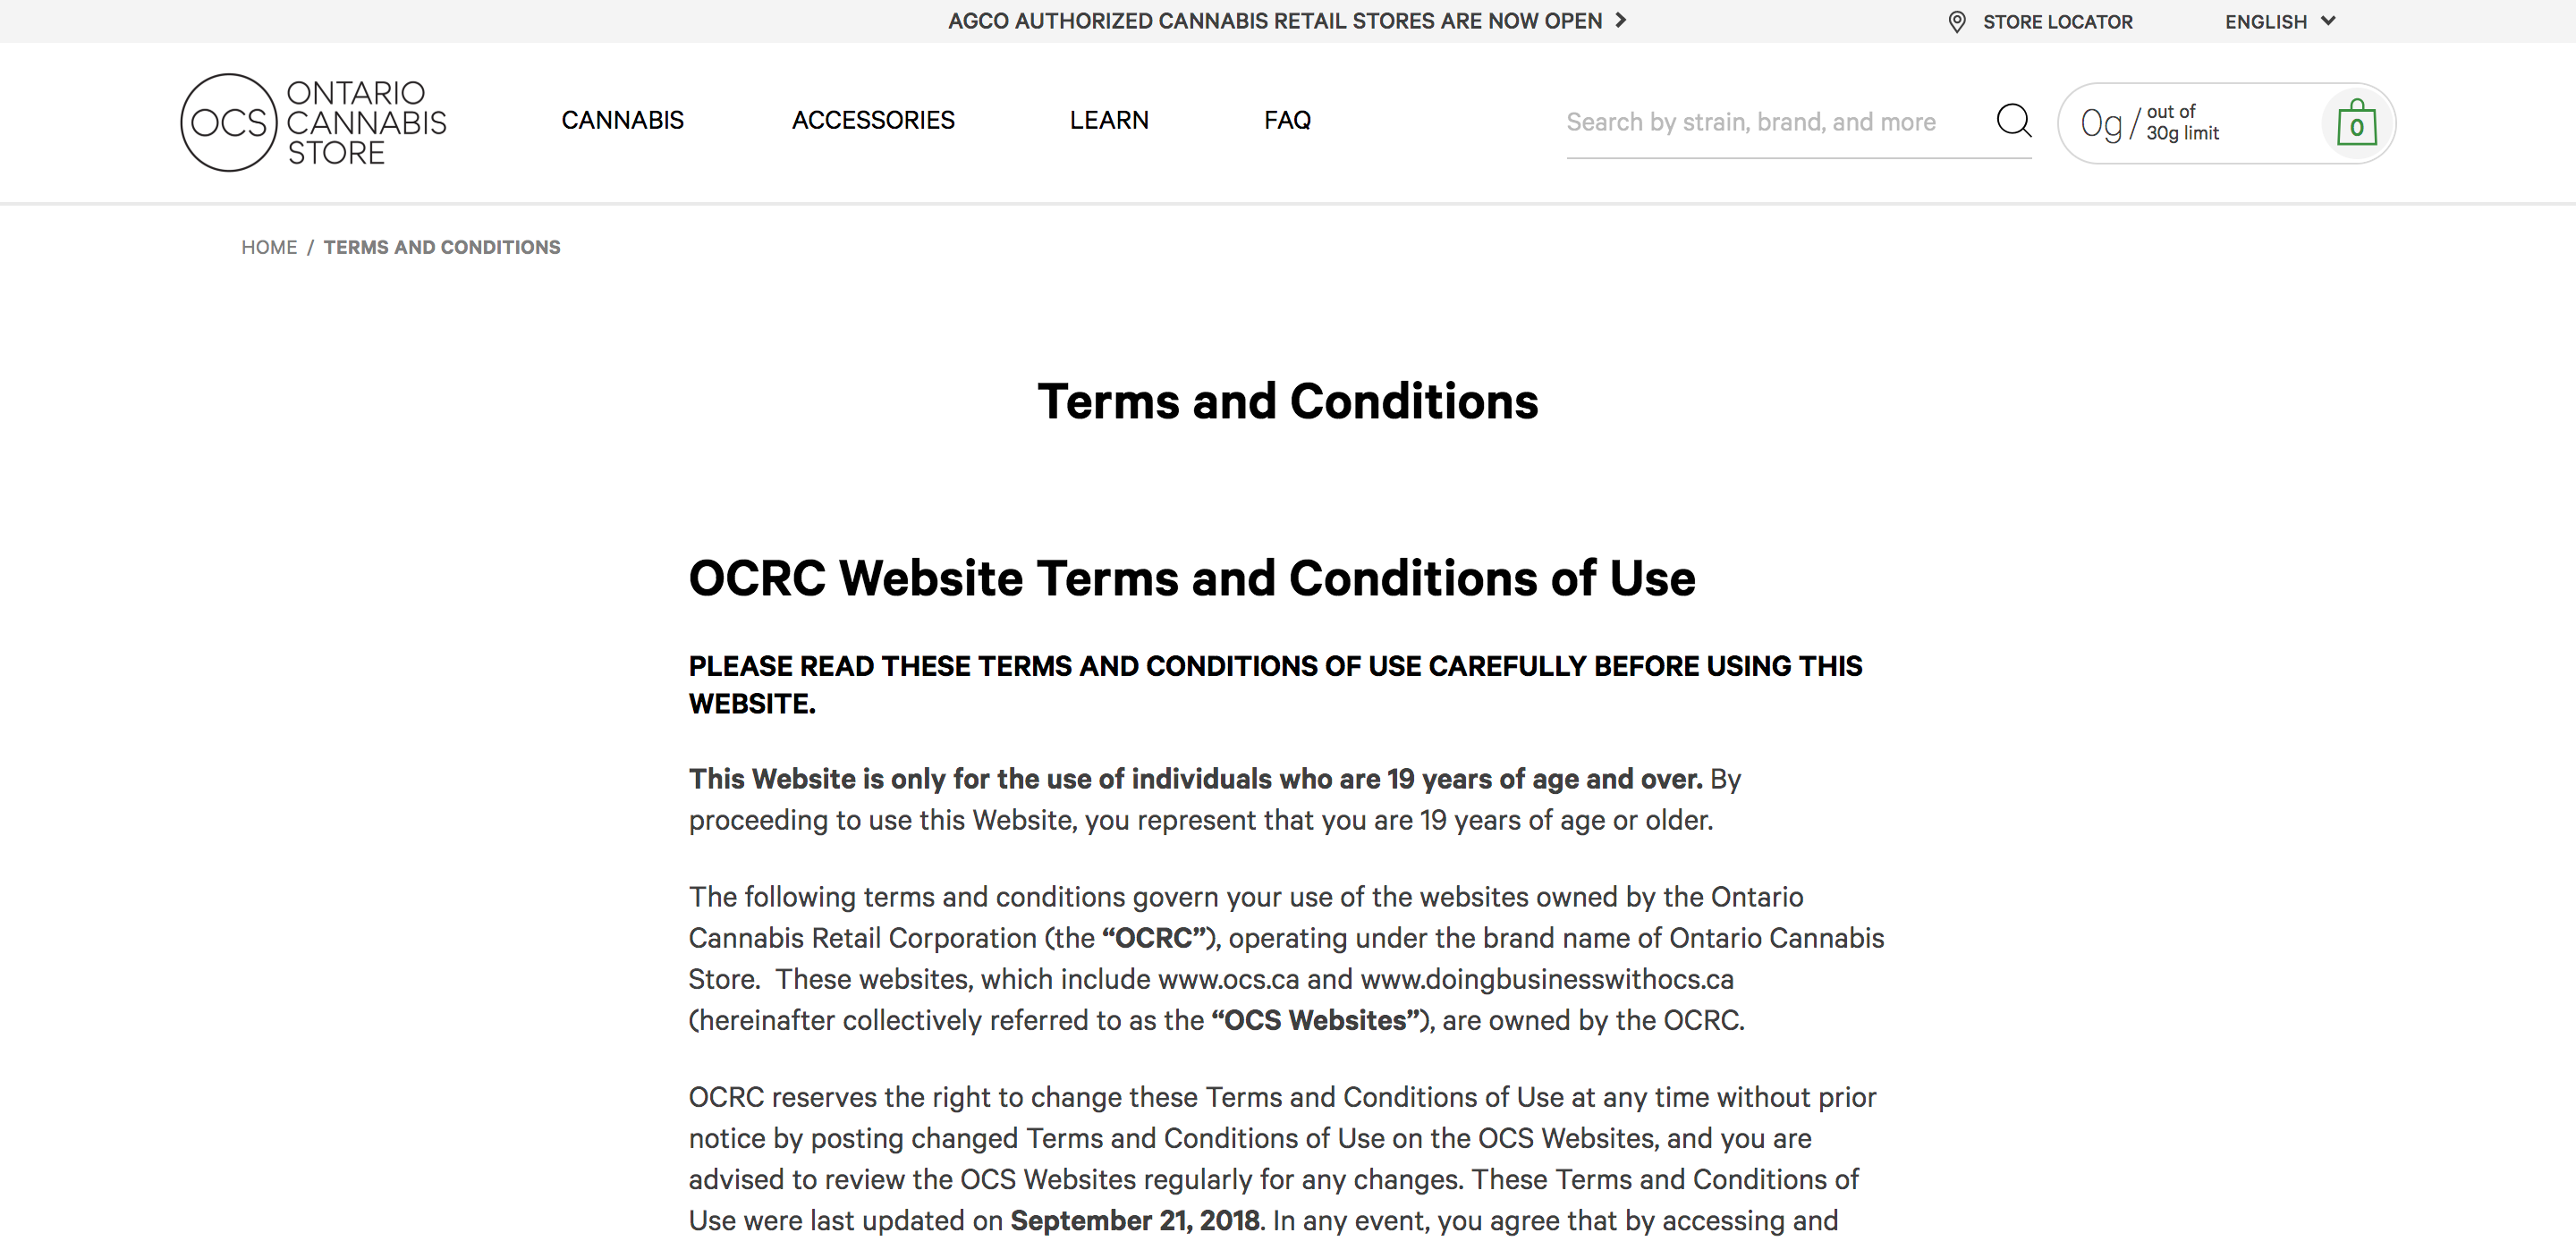 AGCO AUTHORIZED CANNABIS RETAIL STORES ARE NOW OPEN
STORE LOCATOR
ENGLISH
OCS
ONTARIO
CANNABIS
STORE
CANNABIS
ACCESSORIES
LEARN
FAQ
Search by strain, brand, and more
0g/ out of
30g limit
0
HOME / TERMS AND CONDITIONS
Terms and Conditions
OCRC Website Terms and Conditions of Use
PLEASE READ THESE TERMS AND CONDITIONS OF USE CAREFULLY BEFORE USING THIS
WEBSITE.
This Website is only for the use of individuals who are 19 years of age and over. By
proceeding to use this Website, you represent that you are 19 years of age or older.
The following terms and conditions govern your use of the websites owned by the Ontario
Cannabis Retail Corporation (the “OCRC”), operating under the brand name of Ontario Cannabis
Store.  These websites, which include www.ocs.ca and www.doingbusinesswithocs.ca
(hereinafter collectively referred to as the “OCS Websites”), are owned by the OCRC.
OCRC reserves the right to change these Terms and Conditions of Use at any time without prior
notice by posting changed Terms and Conditions of Use on the OCS Websites, and you are
advised to review the OCS Websites regularly for any changes. These Terms and Conditions of
Use were last updated on September 21, 2018. In any event, you agree that by accessing and